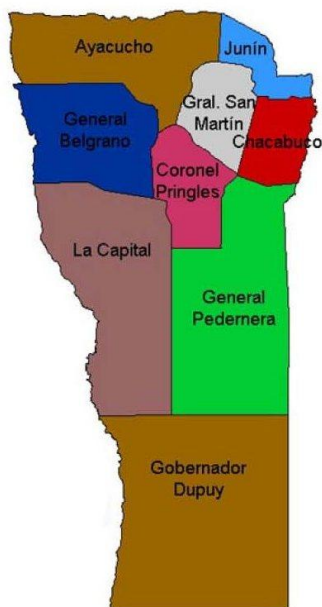 Ayacucho
Junín
General
Belgrano
Gral. San
Martín
Chacabuco
Coronel
Pringles
La Capital
General
Pedernera
Gobernador
Dupuy